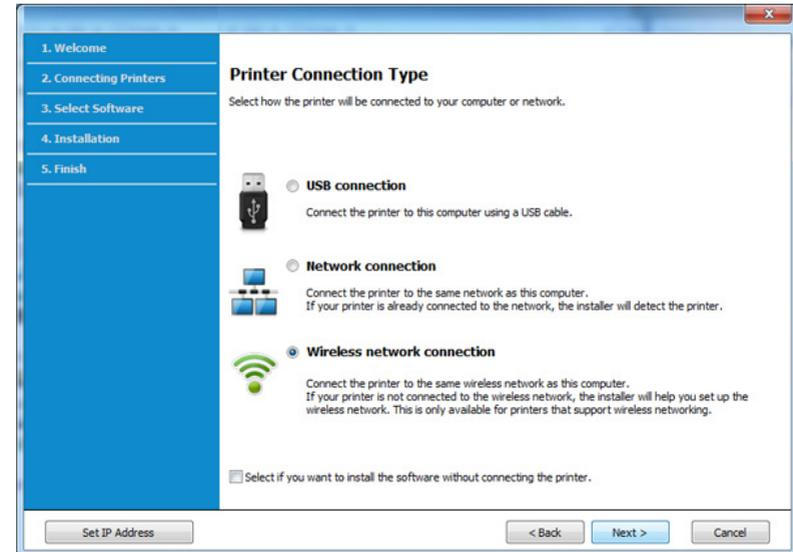 X
1. Welcome
2. Connecting Printers
3. Select Software
4. Installation
5. Finish
Printer Connection Type
Select how the printer will be connected to your computer or network.
USB connection
Connect the printer to this computer using a USB cable.
Network connection
Connect the printer to the same network as this computer.
If your printer is already connected to the network, the installer will detect the printer.
Wireless network connection
Connect the printer to the same wireless network as this computer.
If your printer is not connected to the wireless network, the installer will help you set up the
wireless network. This is only available for printers that support wireless networking.
Select if you want to install the software without connecting the printer.
Set IP Address
< Back
Next >
Cancel